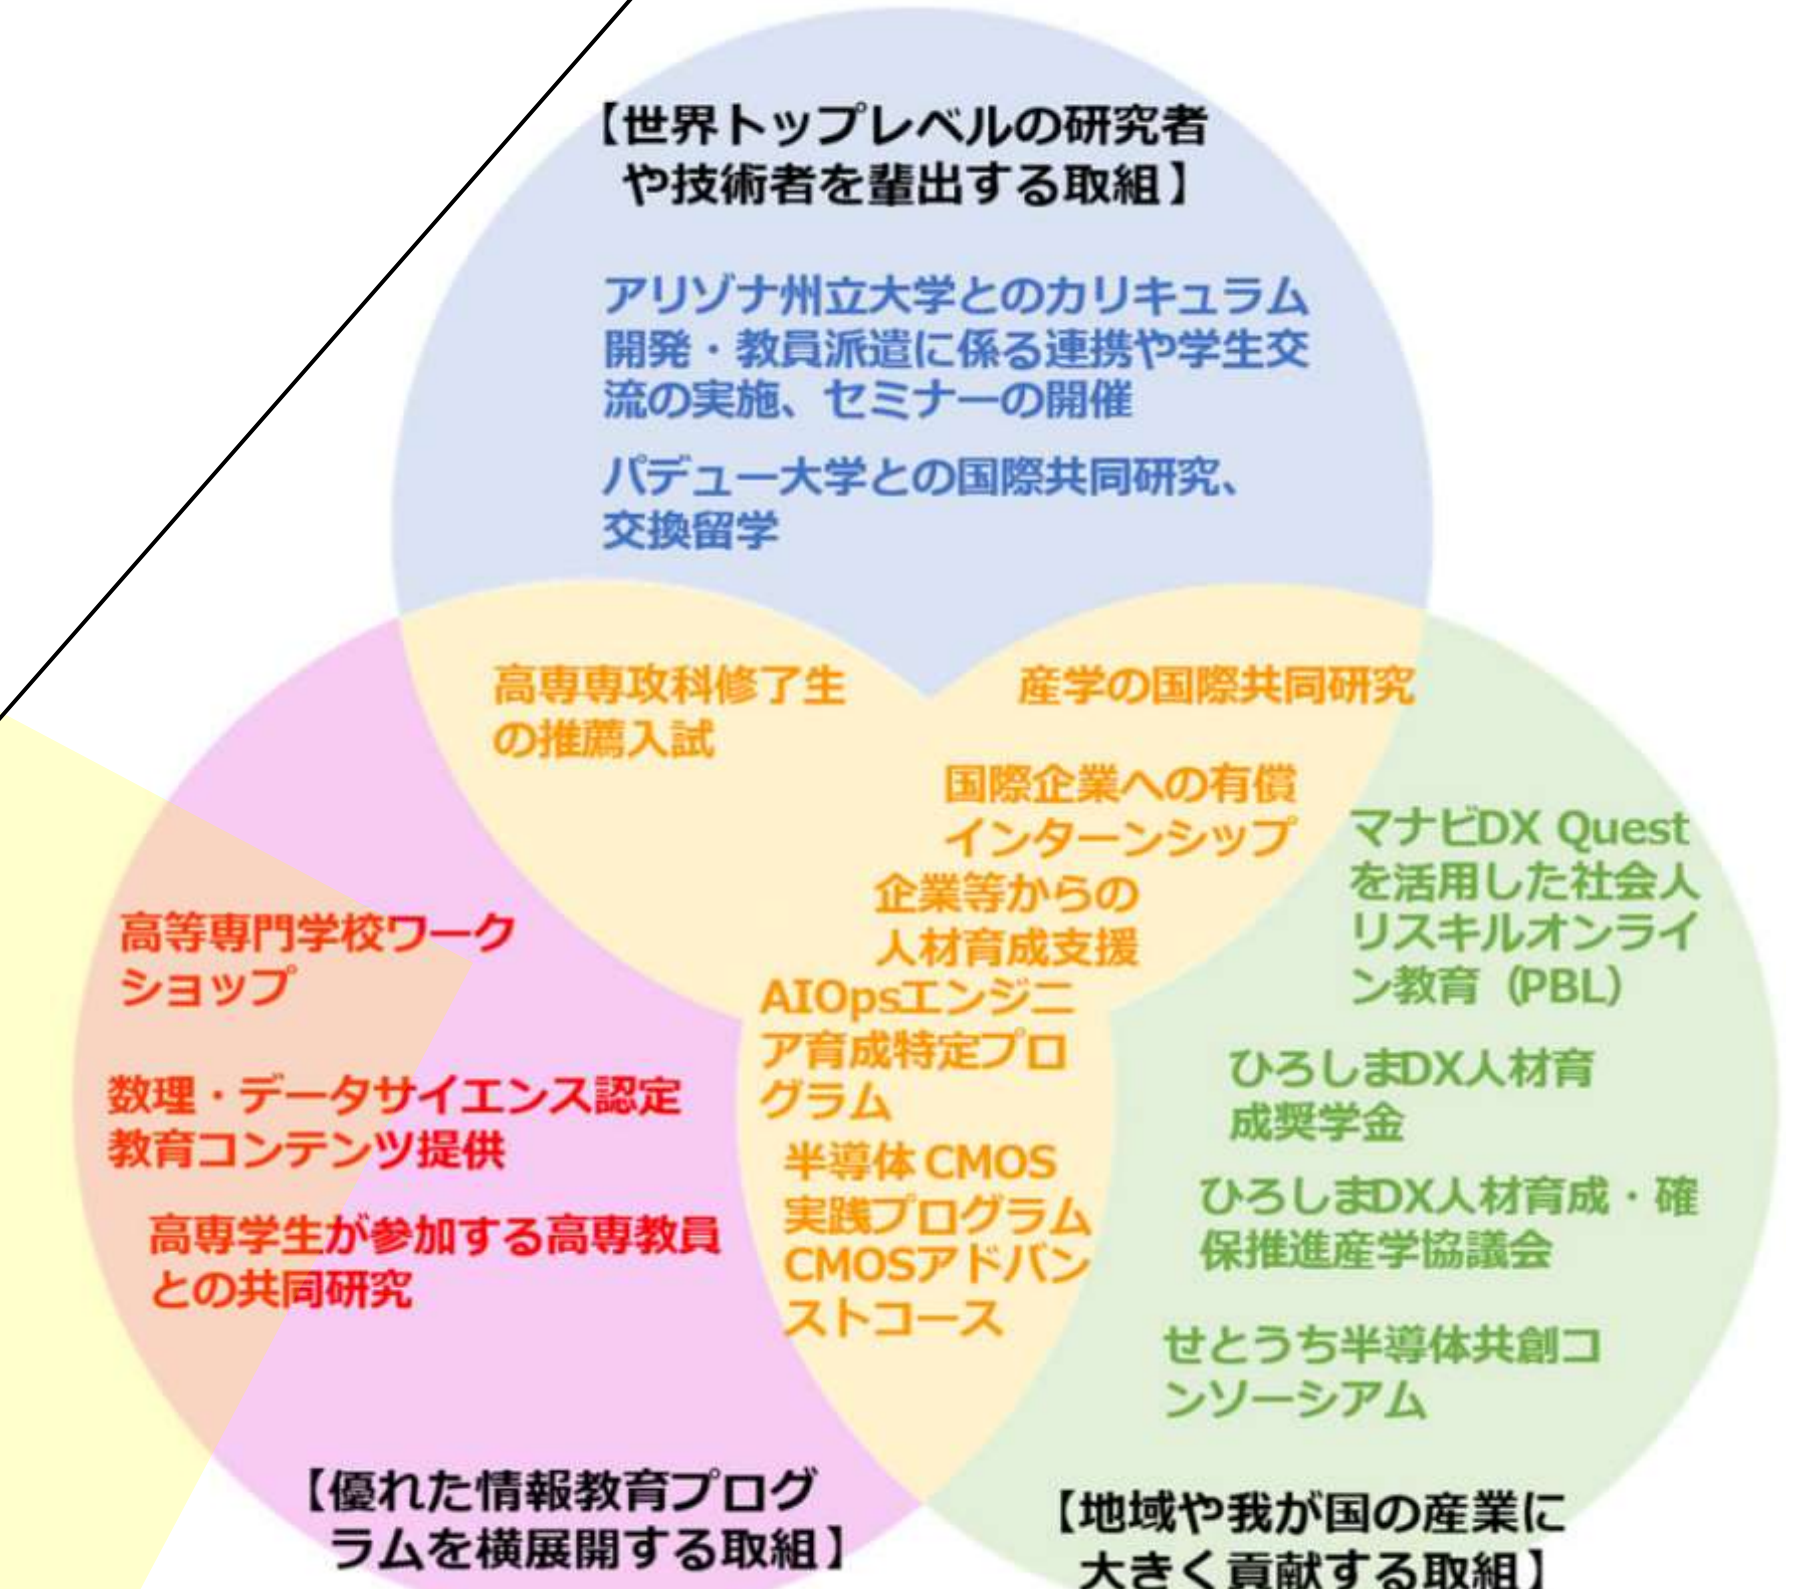 【世界トップレベルの研究者
や技術者を輩出する取組】
アリゾナ州立大学とのカリキュラム
開発・教員派遣に係る連携や学生交
流の実施、セミナーの開催
パデュー大学との国際共同研究、
交換留学
高専専攻科修了生
の推薦入試
産学の国際共同研究
国際企業への有償
インターンシップ
企業等からの
人材育成支援
AIOpsエンジニ
ア育成特定プロ
グラム
半導体 CMOS
実践プログラム
CMOSアドバン
ストコース
高等専門学校ワーク
ショップ
数理・データサイエンス認定
教育コンテンツ提供
高専学生が参加する高専教員
との共同研究
【優れた情報教育プログ
ラムを横展開する取組】
マナビDX Quest
を活用した社会人
リスキルオンライ
ン教育（PBL）
ひろしまDX人材育
成奨学金
ひろしまDX人材育成・確
保推進産学協議会
せとうち半導体共創コ
ンソーシアム
【地域や我が国の産業に
大きく貢献する取組】